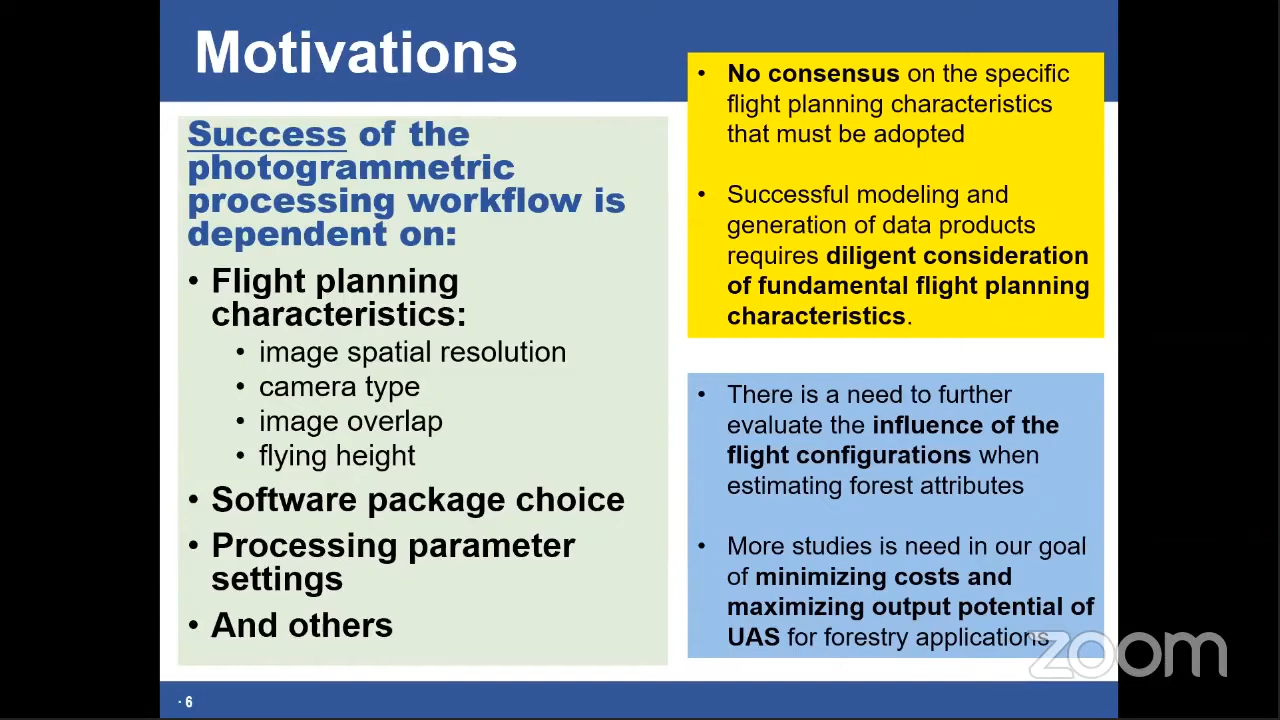 Motivations
Success of the
photogrammetric
processing workflow is
dependent on:
• Flight planning
characteristics:
• image spatial resolution
• camera type
• image overlap
• flying height
• Software package choice
• Processing parameter
settings
• And others
• No consensus on the specific
flight planning characteristics
that must be adopted
• Successful modeling and
generation of data products
requires diligent consideration
of fundamental flight planning
characteristics.
• There is a need to further
evaluate the influence of the
flight configurations when
estimating forest attributes
• More studies is need in our goal
of minimizing costs and
maximizing output potential of
UAS for forestry applications.
zoom
· 6